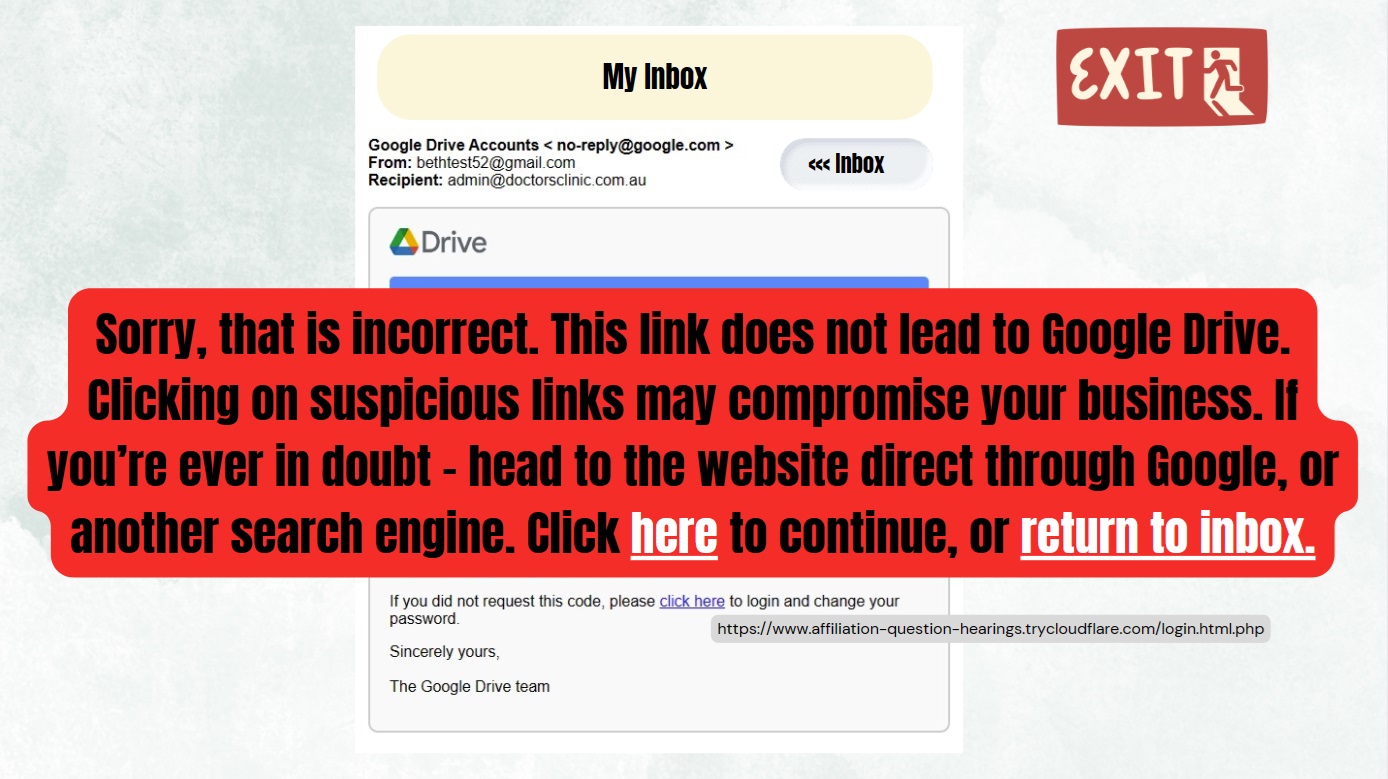 My Inbox
EXIT
Google Drive Accounts < no-reply@google.com >
From: bethtest52@gmail.com
Recipient: admin@doctorsclinic.com.au
<<< Inbox
Drive
Sorry, that is incorrect. This link does not lead to Google Drive.
Clicking on suspicious links may compromise your business. If
you’re ever in doubt - head to the website direct through Google, or
another search engine. Click here to continue, or return to inbox.
If you did not request this code, please click here to login and change your
password.
https://www.affiliation-question-hearings.trycloudflare.com/login.html.php
Sincerely yours,
The Google Drive team